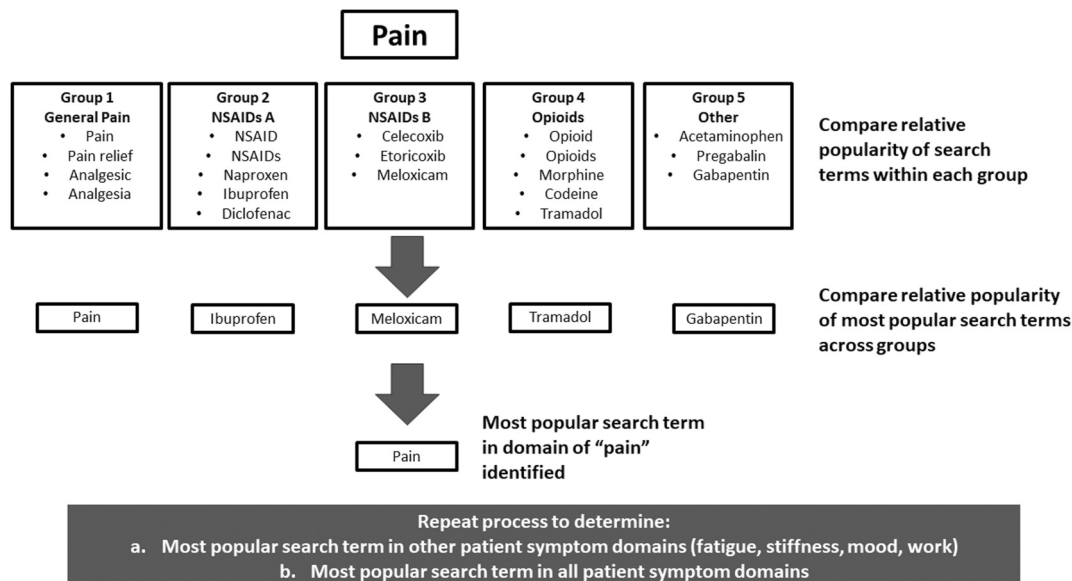 Pain
Group 1
General Pain
• Pain
• Pain relief
• Analgesic
• Analgesia
Group 2
NSAIDs A
• NSAID
• NSAIDs
• Naproxen
• Ibuprofen
• Diclofenac
Group 3
NSAIDs B
• Celecoxib
• Etoricoxib
• Meloxicam
Group 4
Opioids
• Opioid
• Opioids
• Morphine
• Codeine
• Tramadol
Group 5
Other
• Acetaminophen
• Pregabalin
• Gabapentin
Compare relative
popularity of search
terms within each group
Pain
Ibuprofen
Meloxicam
Tramadol
Gabapentin
Compare relative popularity
of most popular search terms
across groups
Pain
Most popular search term
in domain of “pain”
identified
Repeat process to determine:
a. Most popular search term in other patient symptom domains (fatigue, stiffness, mood, work)
b. Most popular search term in all patient symptom domains